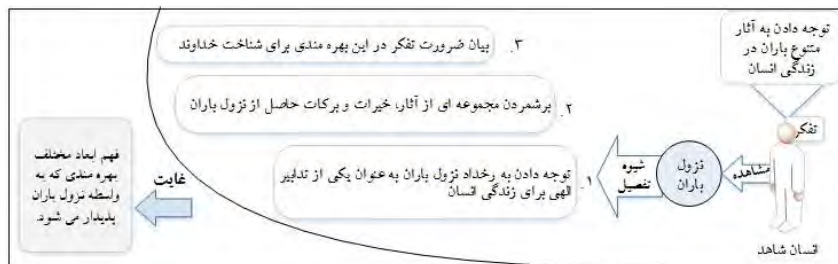 توجه دادن به آثار
متنوع باران در
زندگی انسان
تفکر
مشاهده
انسان شاهد
نزول
باران
شیوه
تفصیل
۱. توجه دادن به رخداد نزول باران به عنوان یکی از تدابیر
الهی برای زندگی انسان
۲. برشمردن مجموعه ای از آثار، خیرات و برکات حاصل از نزول باران
۳. بیان ضرورت تفکر در این بهره مندی برای شناخت خداوند
غایت
فهم ابعاد مختلف
بهره مندی که به
واسطه نزول باران
پدیدار می شود.